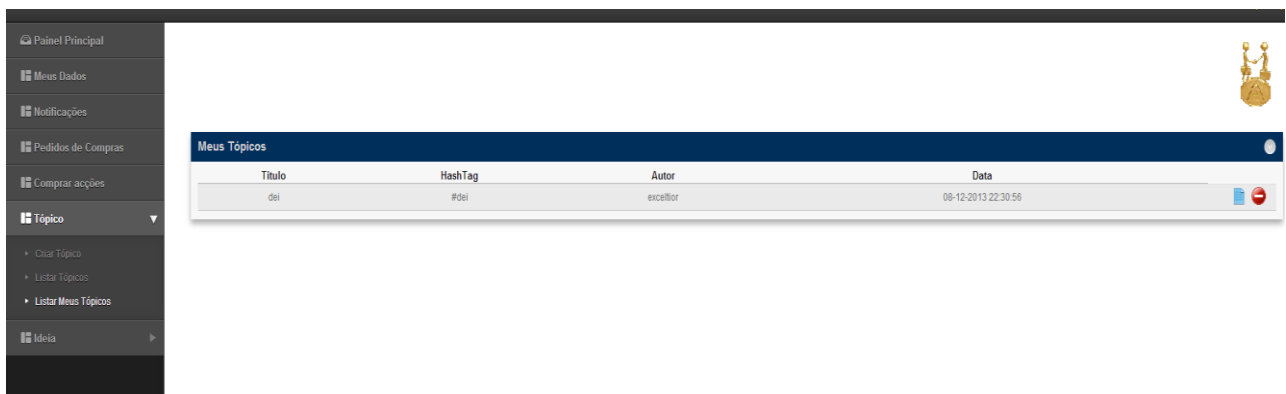 Painel Principal
Meus Dados
Notificações
Pedidos de Compras
Comprar acções
Tópico
Criar Tópico
Listar Tópicos
Listar Meus Tópicos
Ideia
Meus Tópicos
Titulo HashTag Autor Data
dei #dei exceltior 08-12-2013 22:30:56